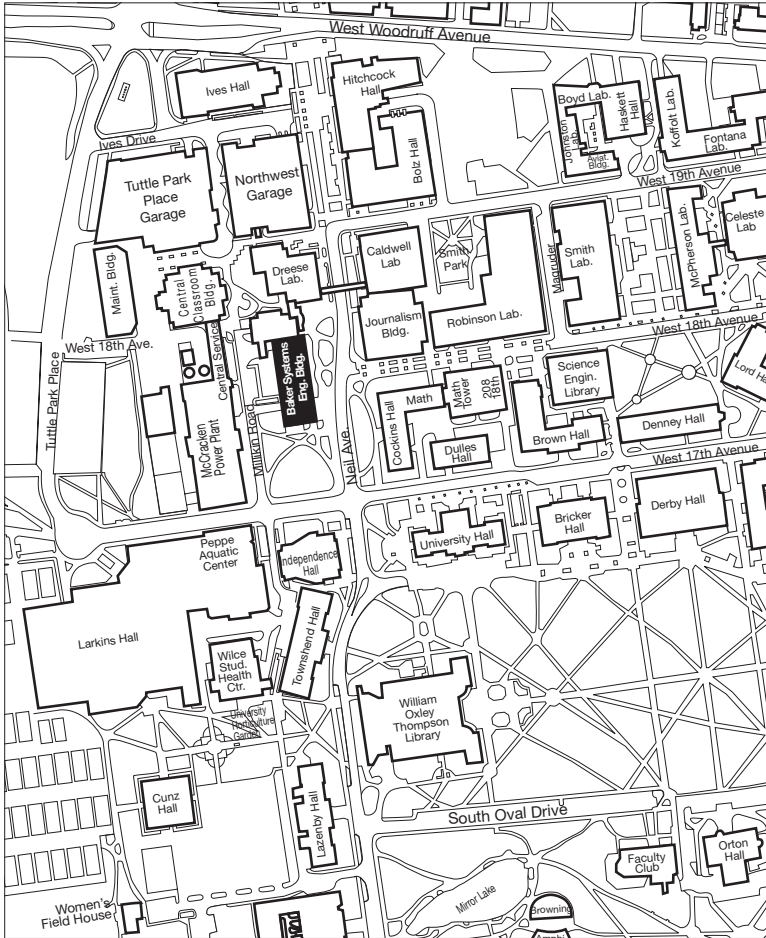 West Woodruff Avenue
Ives Hall
Hitchcock
Hall
Boyd Lab.
Haskett
Hall
Koffolt Lab.
Johnston
Lab.
Aviat.
Bldg.
Fontana
Lab.
Ives Drive
Bolz Hall
West 19th Avenue
Tuttle Park
Place
Garage
Northwest
Garage
Maint. Bldg.
Central
Classroom
Bldg.
Dreese
Lab.
Caldwell
Lab
Smith
Park
Magruder
Smith
Lab.
McPherson Lab.
Celeste
Lab
Journalism
Bldg.
Robinson Lab.
West 18th Avenue
West 18th Ave.
Central Service
Tuttle Park Place
McCracken
Power Plant
Millikin Road
Baker Systems
Eng. Bldg.
Neil Ave.
Cockins Hall
Math
Math
Tower
208
18th
Dulles
Hall
Science
Engin.
Library
Brown Hall
Denney Hall
Lord Ha
West 17th Avenue
Peppe
Aquatic
Center
Independence
Hall
University Hall
Bricker
Hall
Derby Hall
Larkins Hall
Wilce
Stud.
Health
Ctr.
Townshend Hall
University
Horticulture
Garden
William
Oxley
Thompson
Library
Cunz
Hall
Lazenby Hall
South Oval Drive
Faculty
Club
Orton
Hall
Women's
Field House
Mirror Lake
Browning
Amphi